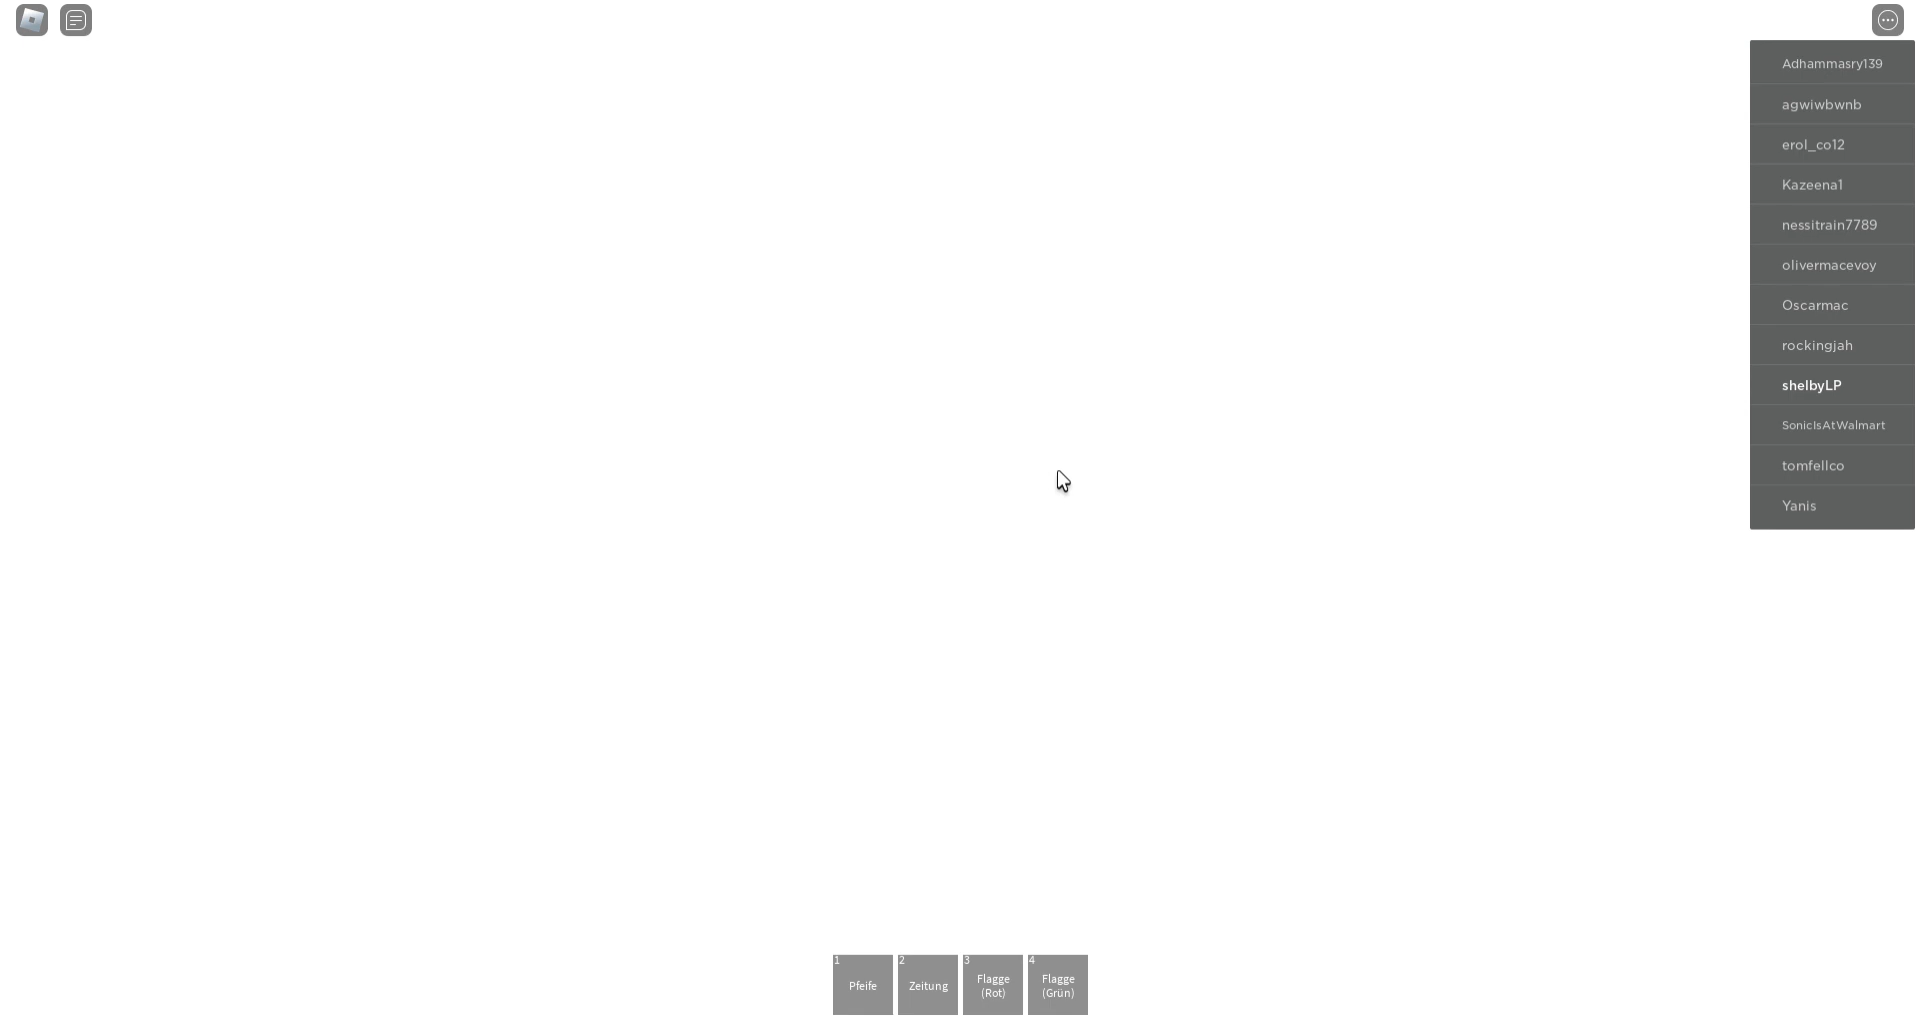 Adhammasry139
agwiwbwnb
erol_co12
Kazeena1
nessitrain7789
olivermacevoy
Oscarmac
rockingjah
shelbyLP
SonicIsAtWalmart
tomfellco
Yanis
1
Pfeife
2
Zeitung
3
Flagge
(Rot)
4
Flagge
(Grün)